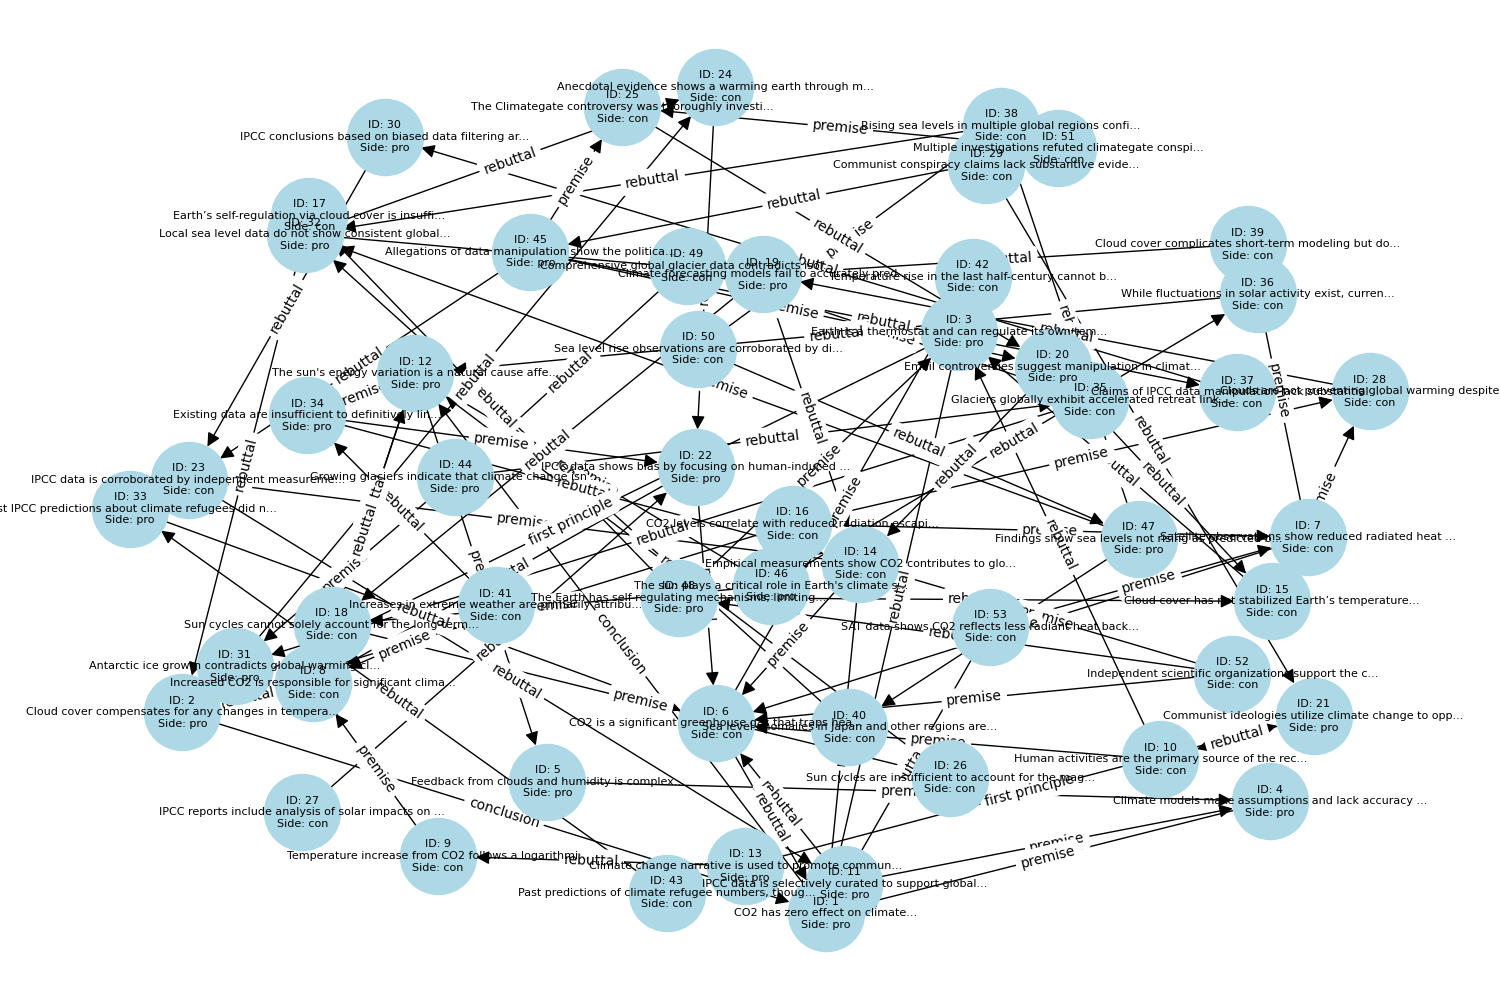 ID: 24
Anecdotal evidence shows a warming earth through m...
Side: con
ID: 25
The Climategate controversy was thoroughly investi...
Side: con
ID: 30
IPCC conclusions based on biased data filtering ar...
Side: pro
ID: 38
Rising sea levels in multiple global regions confi...
Side: con
ID: 51
Multiple investigations refuted climategate conspi...
Side: con
ID: 29
Communist conspiracy claims lack substantive evide...
Side: con
ID: 17
Earth's self-regulation via cloud cover is insuffi...
Side: con
ID: 32
Local sea level data do not show consistent global...
Side: pro
ID: 45
Allegations of data manipulation show the politica...
Side: pro
ID: 49
Comprehensive global glacier data contradicts
Side: con
ID: 19
Climate forecasting models fail to accurately pred...
Side: pro
ID: 42
Temperature rise in the last half-century cannot b...
Side: con
ID: 39
Cloud cover complicates short-term modeling but do...
Side: con
ID: 36
While fluctuations in solar activity exist, curren...
Side: con
ID: 3
Earth is a thermostat and can regulate its own tem...
Side: pro
ID: 50
Sea level rise observations are corroborated by di...
Side: con
ID: 20
Email controversies suggest manipulation in climat...
Side: pro
ID: 12
The sun's energy variation is a natural cause affe...
Side: pro
ID: 35
Glaciers globally exhibit accelerated retreat link...
Side: con
ID: 37
Claims of IPCC data manipulation lack substantial
Side: con
ID: 28
Clouds are not preventing global warming despite
Side: con
ID: 34
Existing data are insufficient to definitively lin...
Side: pro
ID: 23
IPCC data is corroborated by independent measureme...
Side: con
ID: 44
Growing glaciers indicate that climate change isn'
Side: pro
ID: 22
IPCC data shows bias by focusing on human-induced ...
Side: pro
ID: 33
st IPCC predictions about climate refugees did n...
Side: pro
ID: 16
CO2 levels correlate with reduced radiation escapi...
Side: con
ID: 47
Findings show sea levels not rising as predicted
Side: pro
ID: 7
Satellite observations show reduced radiated heat ...
Side: con
ID: 14
Empirical measurements show CO2 contributes to glo...
Side: con
ID: 46
The sun plays a critical role in Earth's climate s...
Side: pro
ID: 48
The Earth has self-regulating mechanisms, limiting...
Side: pro
ID: 15
Cloud cover has not stabilized Earth's temperature...
Side: con
ID: 41
Increases in extreme weather are
attribu...
Side: con
ID: 18
Sun cycles cannot solely account for the long-term
Side: con
ID: 53
SAT data shows CO2 reflects less radiant heat back...
Side: con
ID: 31
Antarctic ice growth contradicts global warming cl...
Side: pro
ID: 8
Increased CO2 is responsible for significant clima...
Side: con
ID: 52
Independent scientific organizations support the c...
Side: con
ID: 2
Cloud cover compensates for any changes in tempera...
Side: pro
ID: 6
CO2 is a significant greenhouse gas that traps hea...
Side: con
ID: 40
Sea level anomalies in Japan and other regions are...
Side: con
ID: 21
Communist ideologies utilize climate change to opp...
Side: pro
ID: 10
Human activities are the primary source of the rec...
Side: con
ID: 5
Feedback from clouds and humidity is complex
Side: pro
ID: 26
Sun cycles are insufficient to account for the mag...
Side: con
ID: 4
Climate models make assumptions and lack accuracy ...
Side: pro
ID: 27
IPCC reports include analysis of solar impacts on ...
Side: con
ID: 9
Temperature increase from CO2 follows a logarithmi
Side: con
ID: 13
Climate change narrative is used to promote commun...
Side: pro
ID: 43
Past predictions of climate refugee numbers, thoug...
Side: con
ID: 11
IPCC data is selectively curated to support global...
Side: pro
ID: 1
CO2 has zero effect on climate...
Side: pro
premise
rebuttal
rebuttal
premise
rebuttal
rebuttal
rebuttal
rebuttal
rebuttal
rebuttal
premise
rebuttal
rebuttal
rebuttal
rebuttal
premise
rebuttal
rebuttal
rebuttal
premise
premise
first principle
rebuttal
rebuttal
rebuttal
premise
rebuttal
rebuttal
premise
conclusion
premise
premise
rebuttal
rebuttal
premise
premise
premise
rebuttal
first principle
conclusion
rebuttal
rebuttal
premise
premise
rebuttal